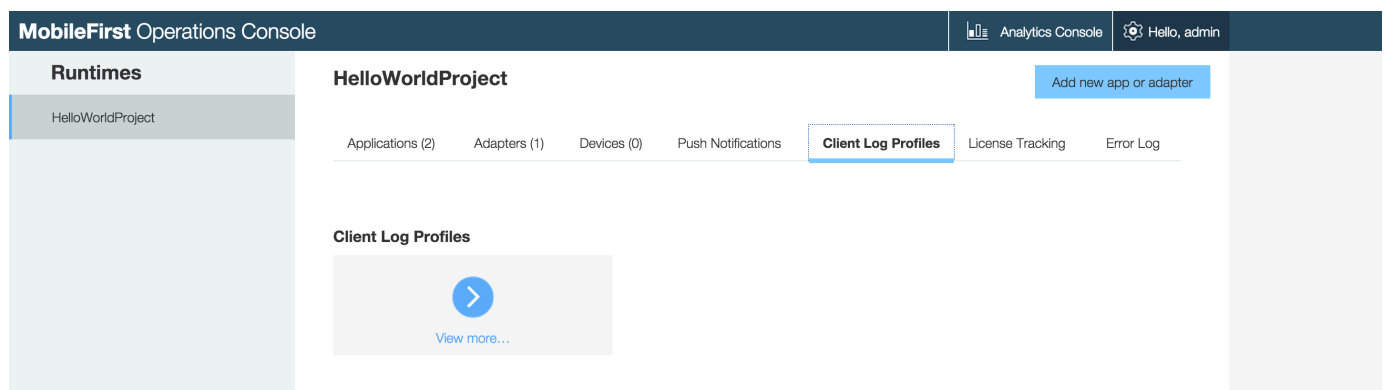 MobileFirst Operations Console
Analytics Console
Hello, admin
Runtimes
HelloWorldProject
HelloWorldProject
Add new app or adapter
Applications (2) Adapters (1) Devices (0) Push Notifications Client Log Profiles License Tracking Error Log
Client Log Profiles
View more...